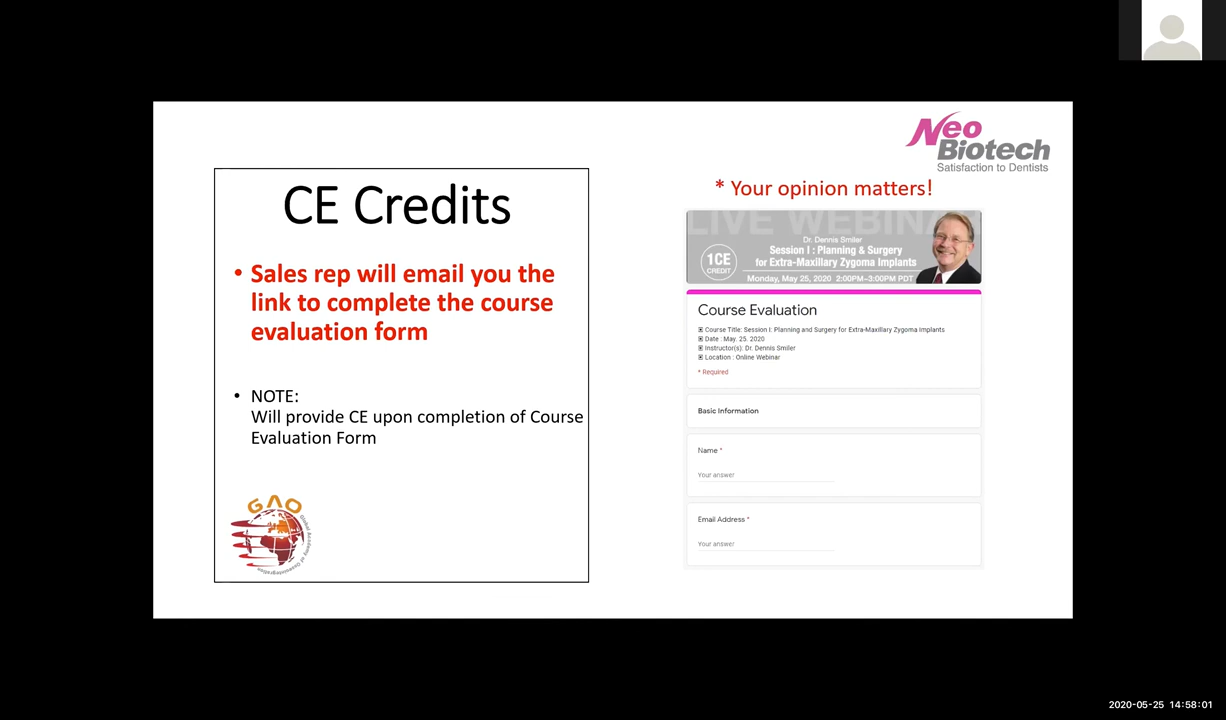 Neo
Biotech
Satisfaction to Dentists
CE Credits
• Sales rep will email you the
link to complete the course
evaluation form
• NOTE:
Will provide CE upon completion of Course
Evaluation Form
GAO
Global Academy of Osseointegration
* Your opinion matters!
LIVE WEBINA
Dr. Dennis Smiler
Session I : Planning & Surgery
for Extra-Maxillary Zygoma Implants
1CE
CREDIT
Monday, May 25, 2020 2:00PM~3:00PM PDT
Course Evaluation
▣ Course Title: Session I: Planning and Surgery for Extra-Maxillary Zygoma Implants
▣ Date : May. 25. 2020
▣ Instructor(s): Dr. Dennis Smiler
▣ Location : Online Webinar
* Required
Basic Information
Name *
Your answer
Email Address *
Your answer
2020-05-25 14:58:01